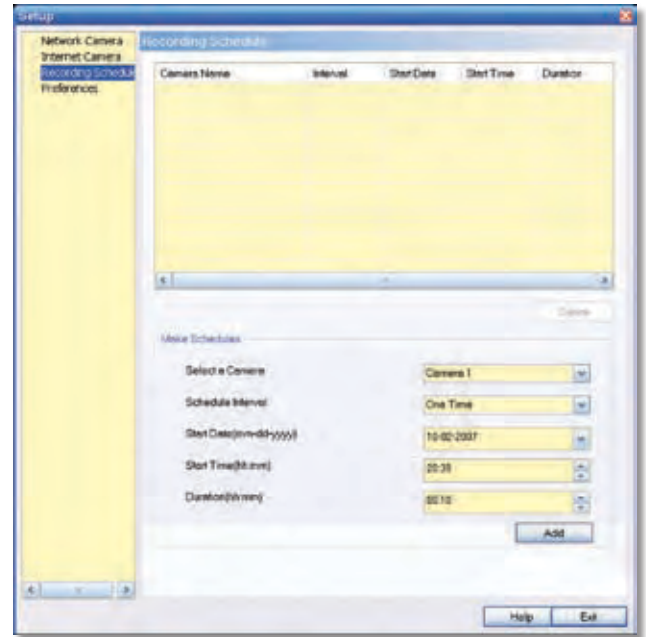 Setup
Network Camera
Internet Camera
Recording Schedule
Preferences
Recording Schedule
Camera Name Interval Start Date Start Time Duration
Delete
Make Schedules
Select a Camera Camera 1
Schedule Interval One Time
Start Date(mm-dd-yyyy) 10-02-2007
Start Time(hh:mm) 20:35
Duration(hh:mm) 00:10
Add
Help Exit